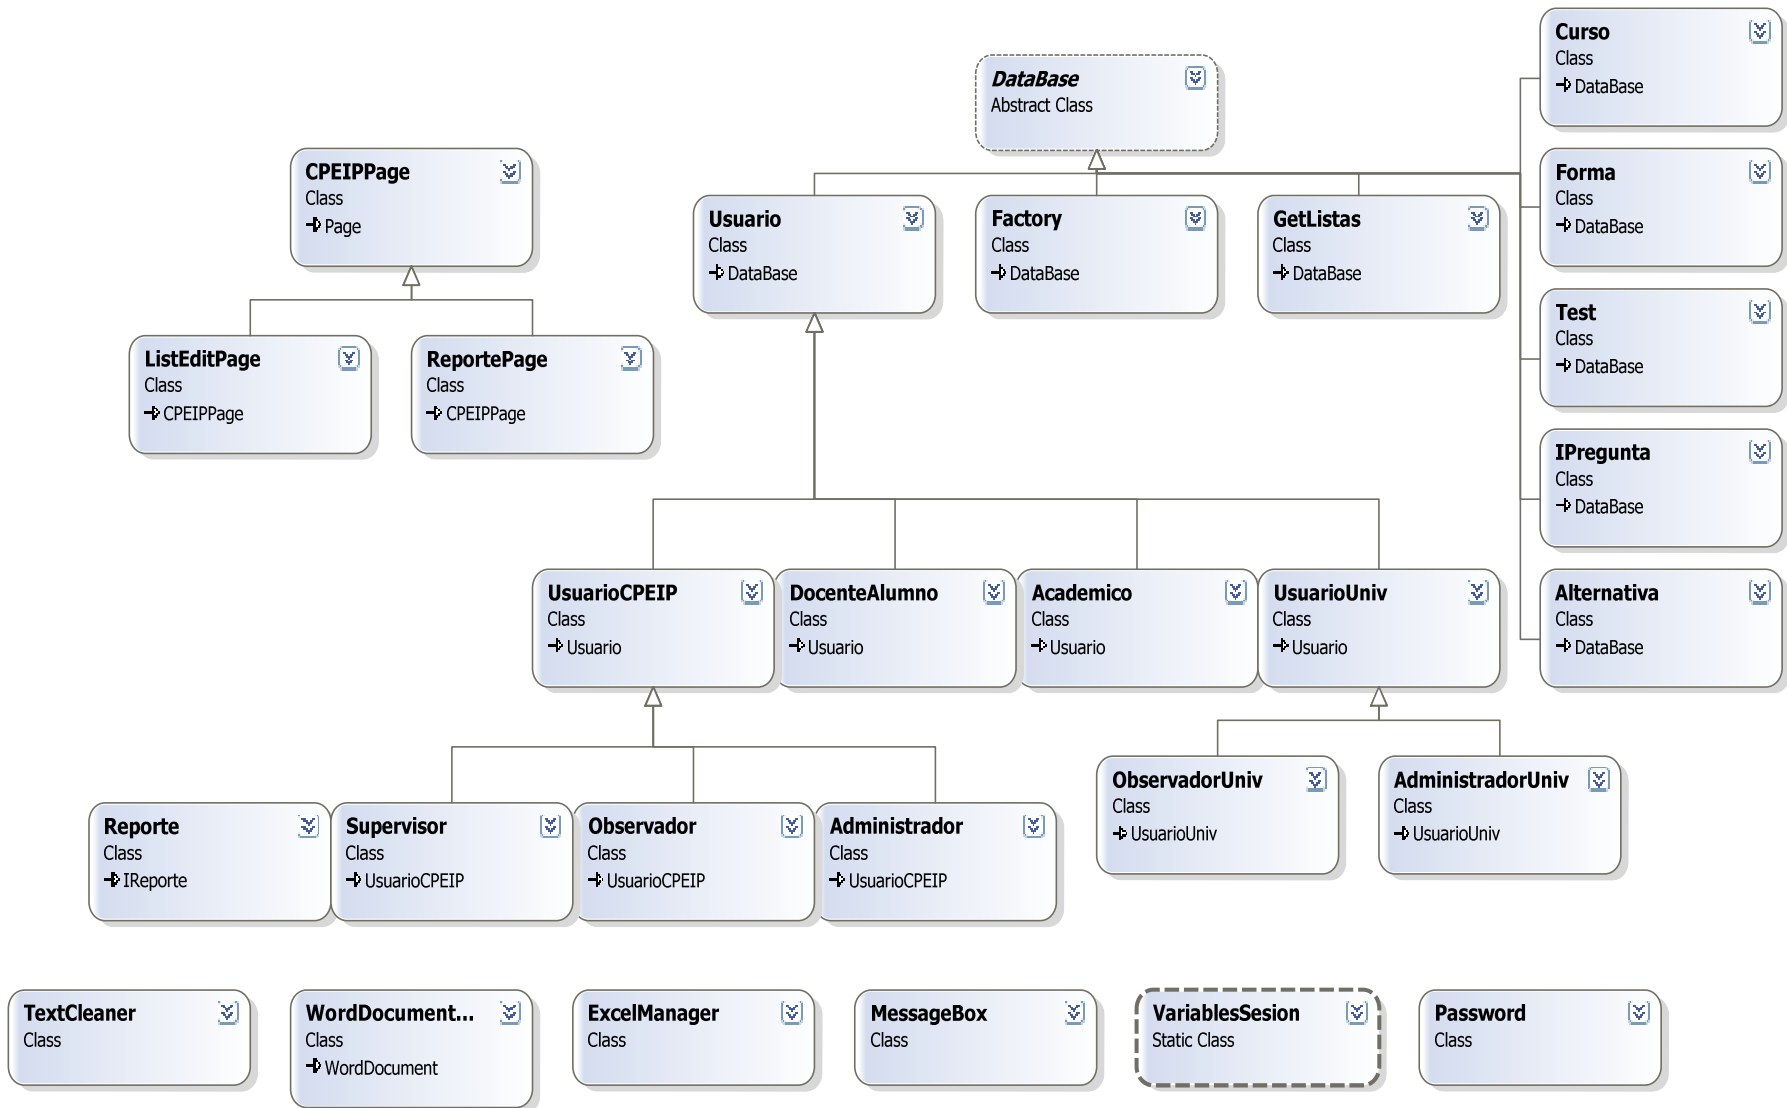 Curso
Class
DataBase
DataBase
Abstract Class
CPEIPPage
Class
Page
Forma
Class
DataBase
Usuario
Class
DataBase
Factory
Class
DataBase
GetListas
Class
DataBase
Test
Class
DataBase
ListEditPage
Class
CPEIPPage
ReportePage
Class
CPEIPPage
IPregunta
Class
DataBase
UsuarioCPEIP
Class
Usuario
DocenteAlumno
Class
Usuario
Academico
Class
Usuario
UsuarioUniv
Class
Usuario
Alternativa
Class
DataBase
ObservadorUniv
Class
UsuarioUniv
AdministradorUniv
Class
UsuarioUniv
Reporte
Class
IReporte
Supervisor
Class
UsuarioCPEIP
Observador
Class
UsuarioCPEIP
Administrador
Class
UsuarioCPEIP
TextCleaner
Class
WordDocument...
Class
WordDocument
ExcelManager
Class
MessageBox
Class
VariablesSesion
Static Class
Password
Class